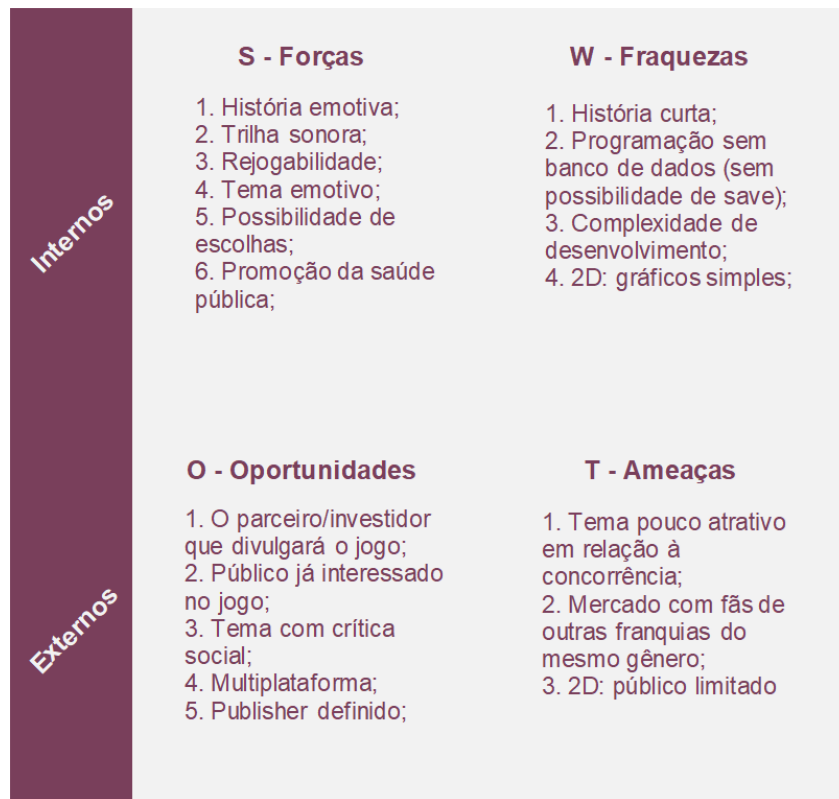 Internos
S - Forças
1. História emotiva;
2. Trilha sonora;
3. Rejogabilidade;
4. Tema emotivo;
5. Possibilidade de
escolhas;
6. Promoção da saúde
pública;
W - Fraquezas
1. História curta;
2. Programação sem
banco de dados (sem
possibilidade de save);
3. Complexidade de
desenvolvimento;
4. 2D: gráficos simples;
Externos
O - Oportunidades
1. O parceiro/investidor
que divulgará o jogo;
2. Público já interessado
no jogo;
3. Tema com crítica
social;
4. Multiplataforma;
5. Publisher definido;
T - Ameaças
1. Tema pouco atrativo
em relação à
concorrência;
2. Mercado com fãs de
outras franquias do
mesmo gênero;
3. 2D: público limitado